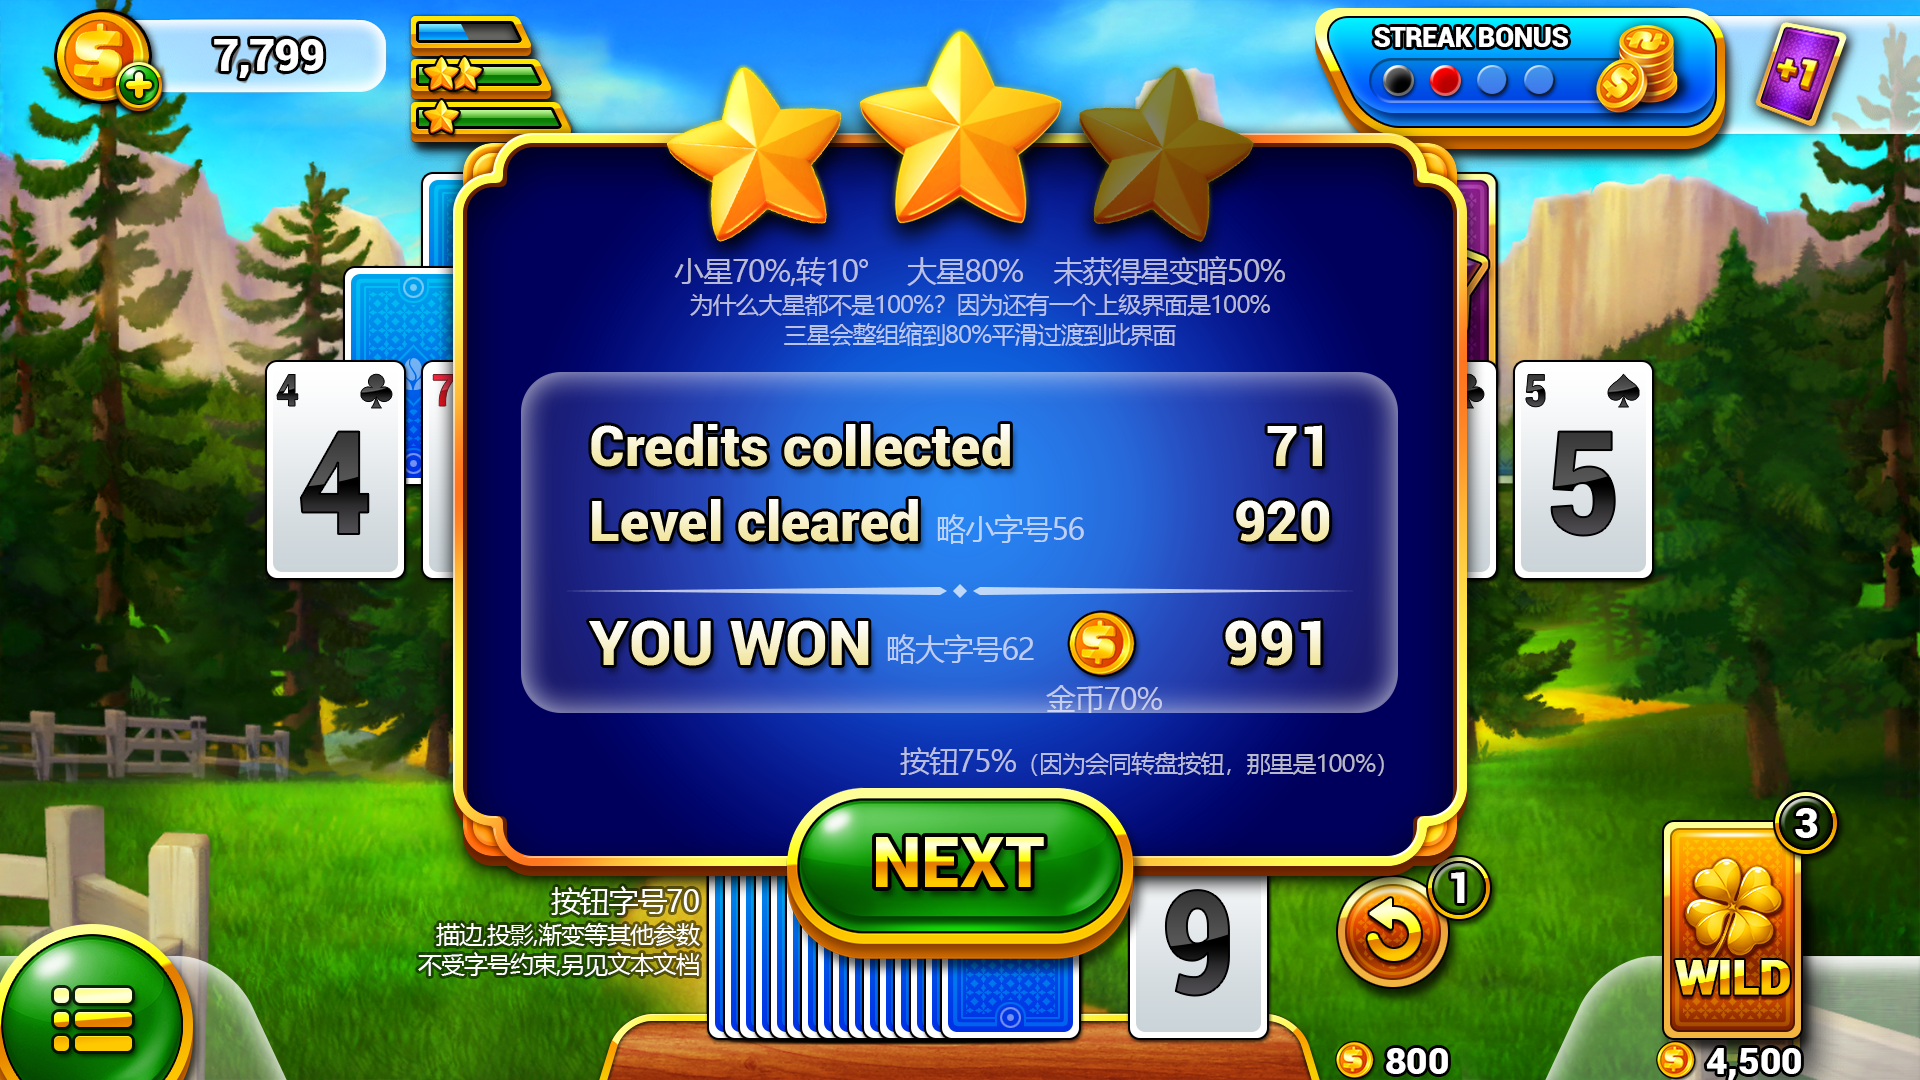 7,799
STREAK BONUS
+1
小星70%,转10° 大星80% 未获得星变暗50%
为什么大星都不是100%？因为还有一个上级界面是100%
三星会整组缩到80%平滑过渡到此界面
4
4
7
5
5
Credits collected 71
Level cleared 略小字号56 920
YOU WON 略大字号62 991
金币70%
按钮75%（因为会同转盘按钮，那里是100%）
NEXT
按钮字号70
描边,投影,渐变等其他参数
不受字号约束,另见文本文档
9
1
800
3
WILD
4,500